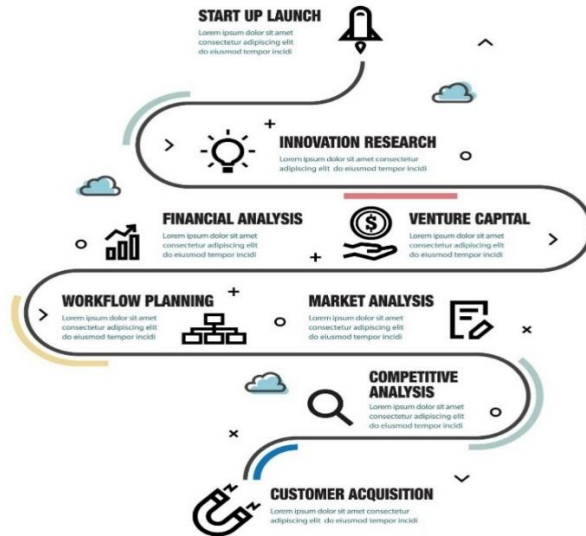 START UP LAUNCH
Lorem ipsum dolor sit amet
consectetur adipiscing elit
do eiusmod tempor incidi
INNOVATION RESEARCH
Lorem ipsum dolor sit amet consectetur
adipiscing elit do eiusmod tempor incidi
FINANCIAL ANALYSIS
Lorem ipsum dolor sit amet
consectetur adipiscing elit
do eiusmod tempor incidi
$
VENTURE CAPITAL
Lorem ipsum dolor sit amet
consectetur adipiscing elit
do eiusmod tempor incidi
WORKFLOW PLANNING
Lorem ipsum dolor sit amet
consectetur adipiscing elit
do eiusmod tempor incidi
MARKET ANALYSIS
Lorem ipsum dolor sit amet
consectetur adipiscing elit
do eiusmod tempor incidi
COMPETITIVE
ANALYSIS
Lorem ipsum dolor sit amet
consectetur adipiscing elit
do eiusmod tempor incidi
CUSTOMER ACQUISITION
Lorem ipsum dolor sit amet consectetur
adipiscing elit do eiusmod tempor incidi